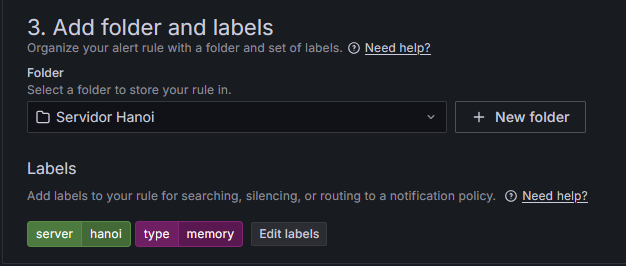 3. Add folder and labels
Organize your alert rule with a folder and set of labels. Need help?
Folder
Select a folder to store your rule in.
Servidor Hanoi
+ New folder
Labels
Add labels to your rule for searching, silencing, or routing to a notification policy. Need help?
server hanoi type memory Edit labels